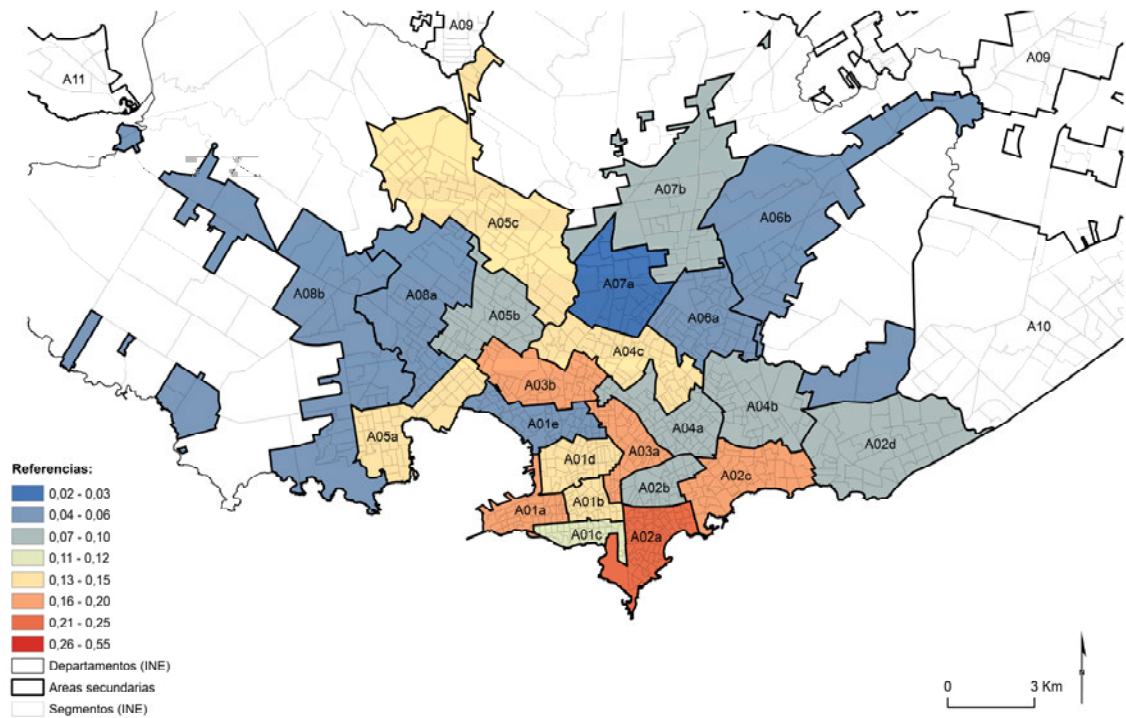 A09
A11
A09
A07b
A06b
A05c
A07a
A08b
A08a
A05b
A06a
A10
A04c
A03b
A04b
A01e
A04a
A05a
A02d
A03a
A01d
A02c
A02b
A01b
A01a
A01c
A02a
Referencias:
0,02 - 0,03
0,04 - 0,06
0,07 - 0,10
0,11 - 0,12
0,13 - 0,15
0,16 - 0,20
0,21 - 0,25
0,26 - 0,55
Departamentos (INE)
Areas secundarias
Segmentos (INE)
0 3 Km